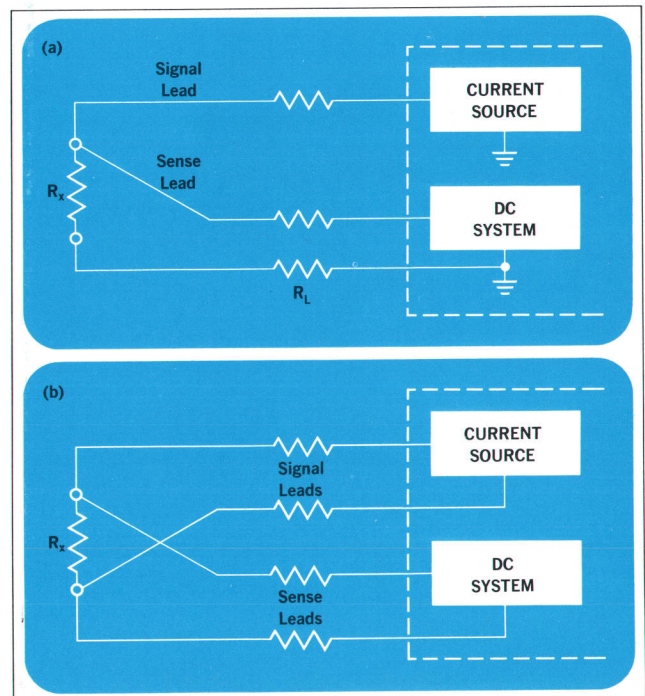 (a)
Signal
Lead
CURRENT
SOURCE
Sense
Lead
Rx
DC
SYSTEM
RL
(b)
CURRENT
SOURCE
Signal
Leads
Rx
DC
SYSTEM
Sense
Leads